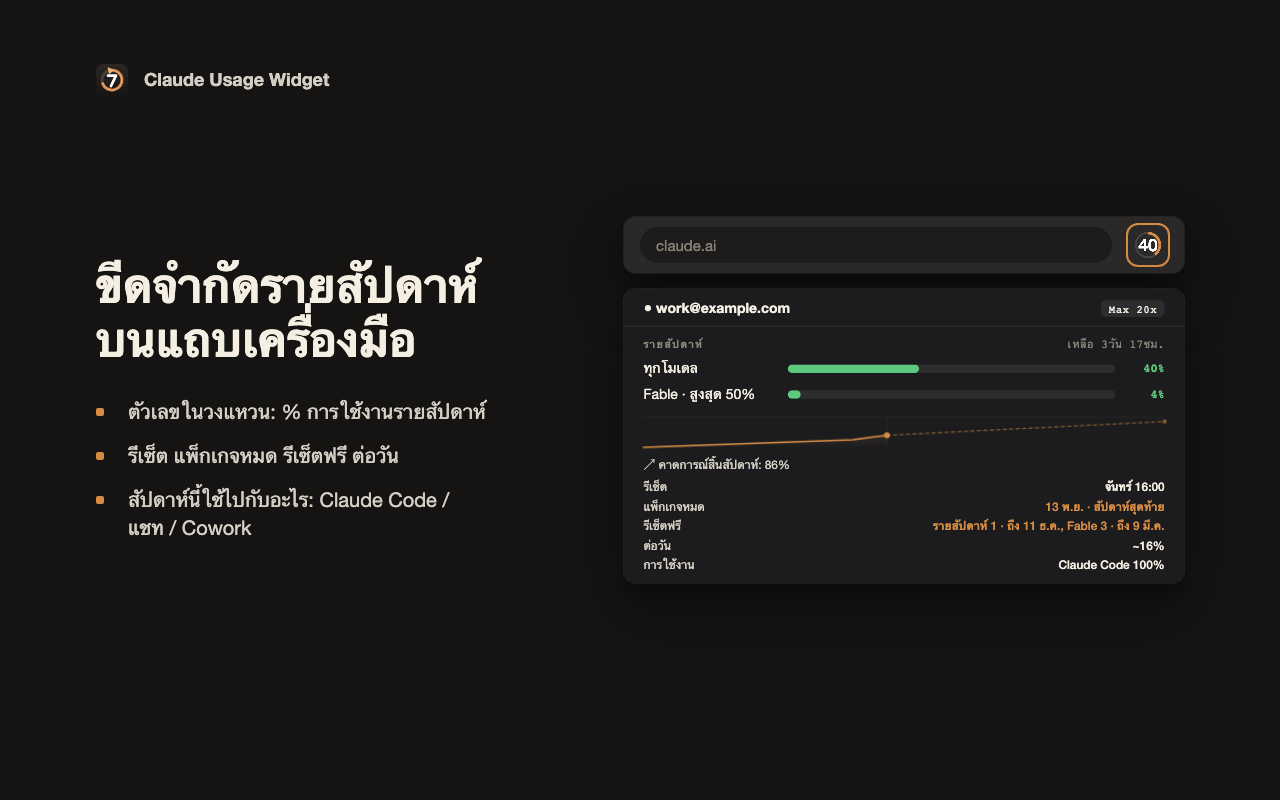 7 Claude Usage Widget
ขีดจำกัดรายสัปดาห์
บนแถบเครื่องมือ
ตัวเลขในวงแหวน: % การใช้งานรายสัปดาห์
รีเซ็ต แพ็กเกจหมด รีเซ็ตฟรี ต่อวัน
สัปดาห์นี้ใช้ไปกับอะไร: Claude Code /
แชท / Cowork
claude.ai 40
work@example.com Max 20x
รายสัปดาห์ เหลือ 3วัน 17ชม.
ทุกโมเดล 40%
Fable · สูงสุด 50% 4%
↗ คาดการณ์สิ้นสัปดาห์: 86%
รีเซ็ต จันทร์ 16:00
แพ็กเกจหมด 13 พ.ย. · สัปดาห์สุดท้าย
รีเซ็ตฟรี รายสัปดาห์ 1 · ถึง 11 ธ.ค., Fable 3 · ถึง 9 มี.ค.
ต่อวัน ~16%
การใช้งาน Claude Code 100%